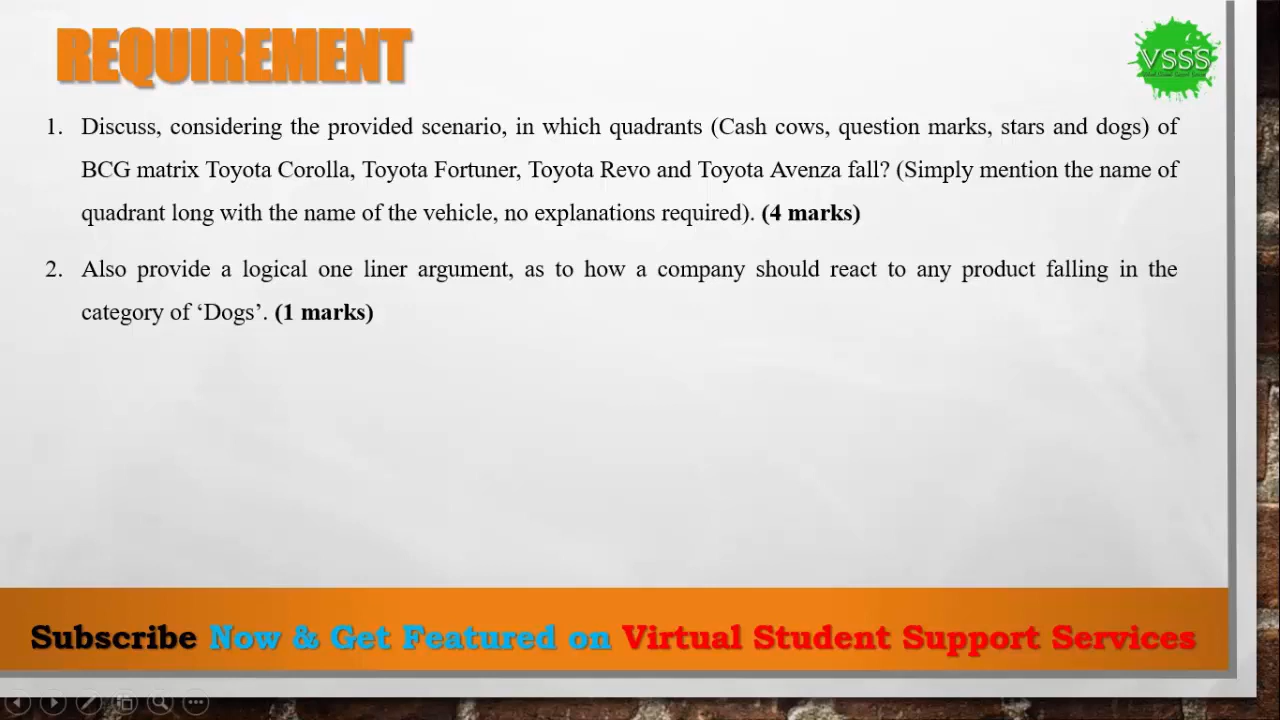 REQUIREMENT
VSSS
1. Discuss, considering the provided scenario, in which quadrants (Cash cows, question marks, stars and dogs) of
BCG matrix Toyota Corolla, Toyota Fortuner, Toyota Revo and Toyota Avenza fall? (Simply mention the name of
quadrant long with the name of the vehicle, no explanations required). (4 marks)
2. Also provide a logical one liner argument, as to how a company should react to any product falling in the
category of ‘Dogs’. (1 marks)
Subscribe Now & Get Featured on Virtual Student Support Services